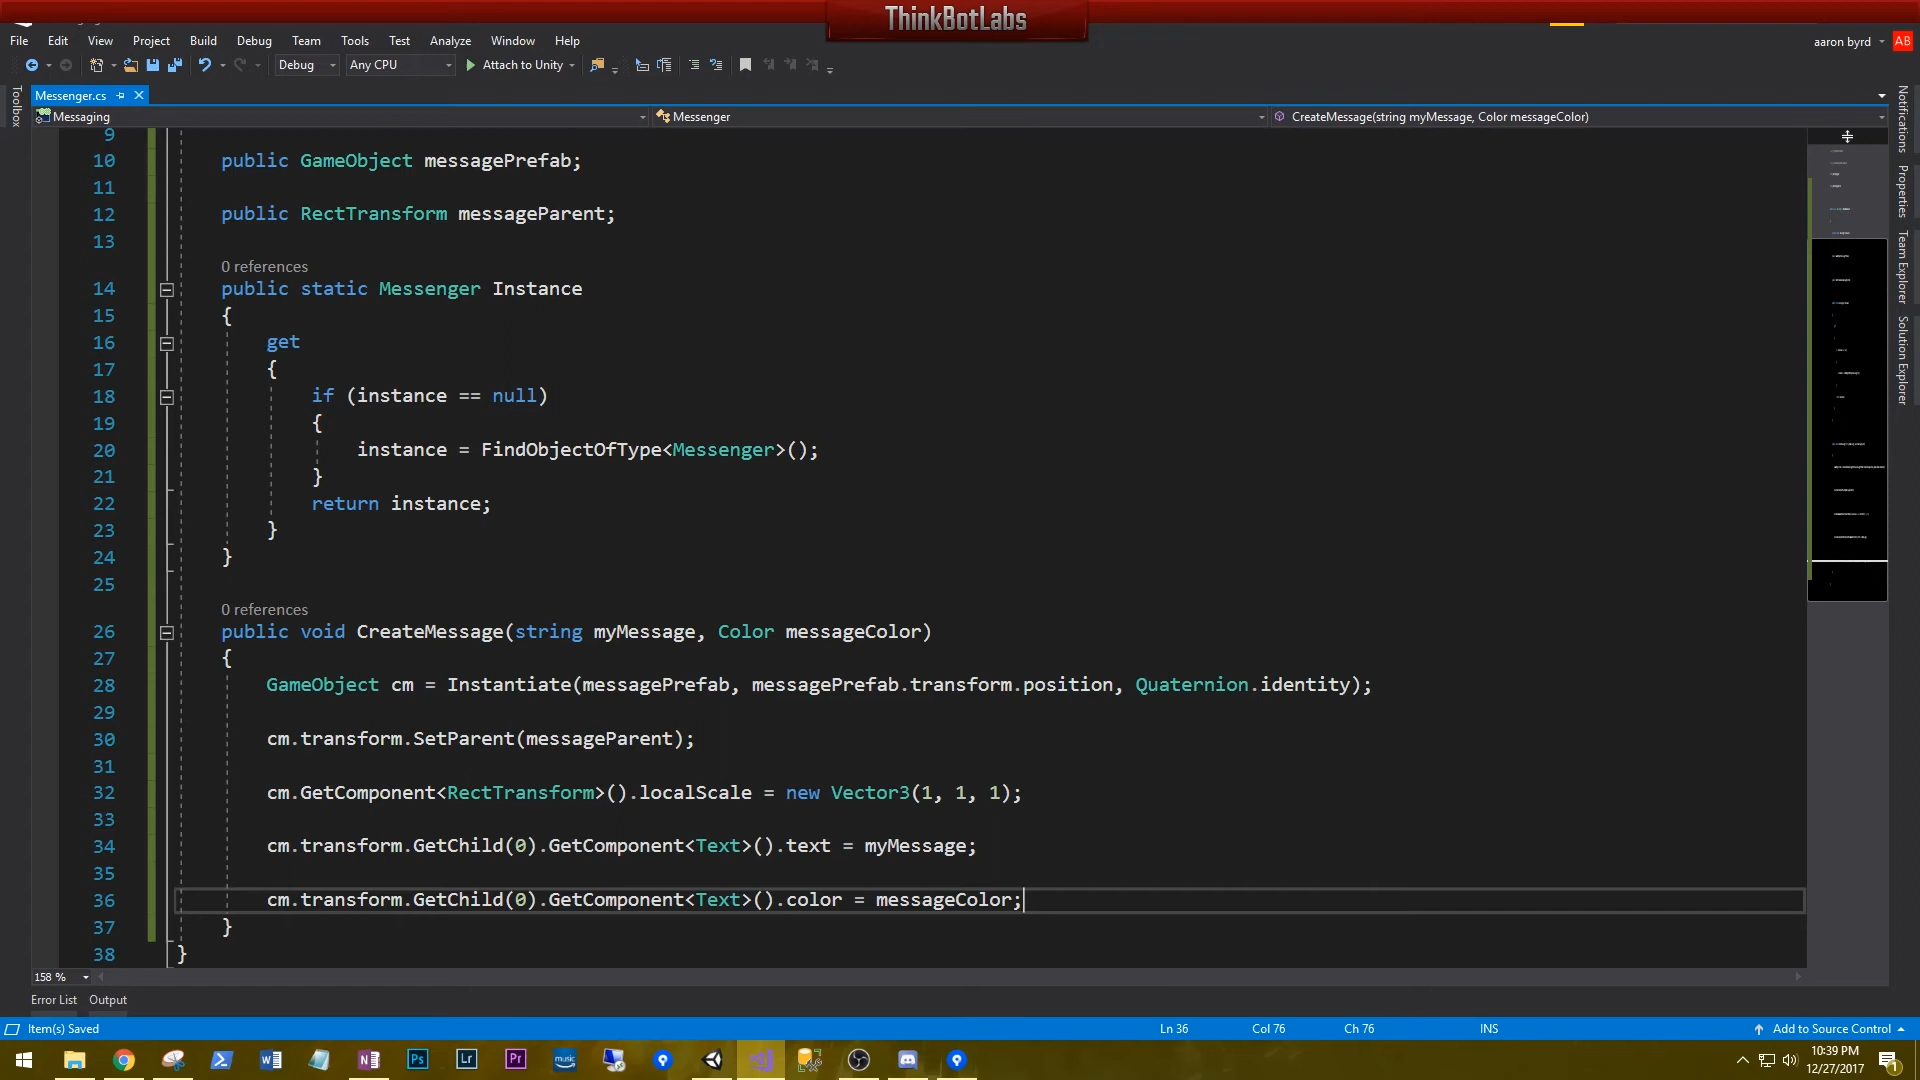 ThinkBotLabs
File Edit View Project Build Debug Team Tools Test Analyze Window Help
aaron byrd AB
Debug Any CPU Attach to Unity
Toolbox
Messenger.cs
Messaging Messenger CreateMessage(string myMessage, Color messageColor)
Notifications
Properties
Team Explorer
Solution Explorer
9
10 public GameObject messagePrefab;
11
12 public RectTransform messageParent;
13
0 references
14 public static Messenger Instance
15 {
16 get
17 {
18 if (instance == null)
19 {
20 instance = FindObjectOfType<Messenger>();
21 }
22 return instance;
23 }
24 }
25
0 references
26 public void CreateMessage(string myMessage, Color messageColor)
27 {
28 GameObject cm = Instantiate(messagePrefab, messagePrefab.transform.position, Quaternion.identity);
29
30 cm.transform.SetParent(messageParent);
31
32 cm.GetComponent<RectTransform>().localScale = new Vector3(1, 1, 1);
33
34 cm.transform.GetChild(0).GetComponent<Text>().text = myMessage;
35
36 cm.transform.GetChild(0).GetComponent<Text>().color = messageColor;
37 }
38 }
158 %
Error List Output
Item(s) Saved Ln 36 Col 76 Ch 76 INS Add to Source Control
Ps Lr Pr music
10:39 PM
12/27/2017
1